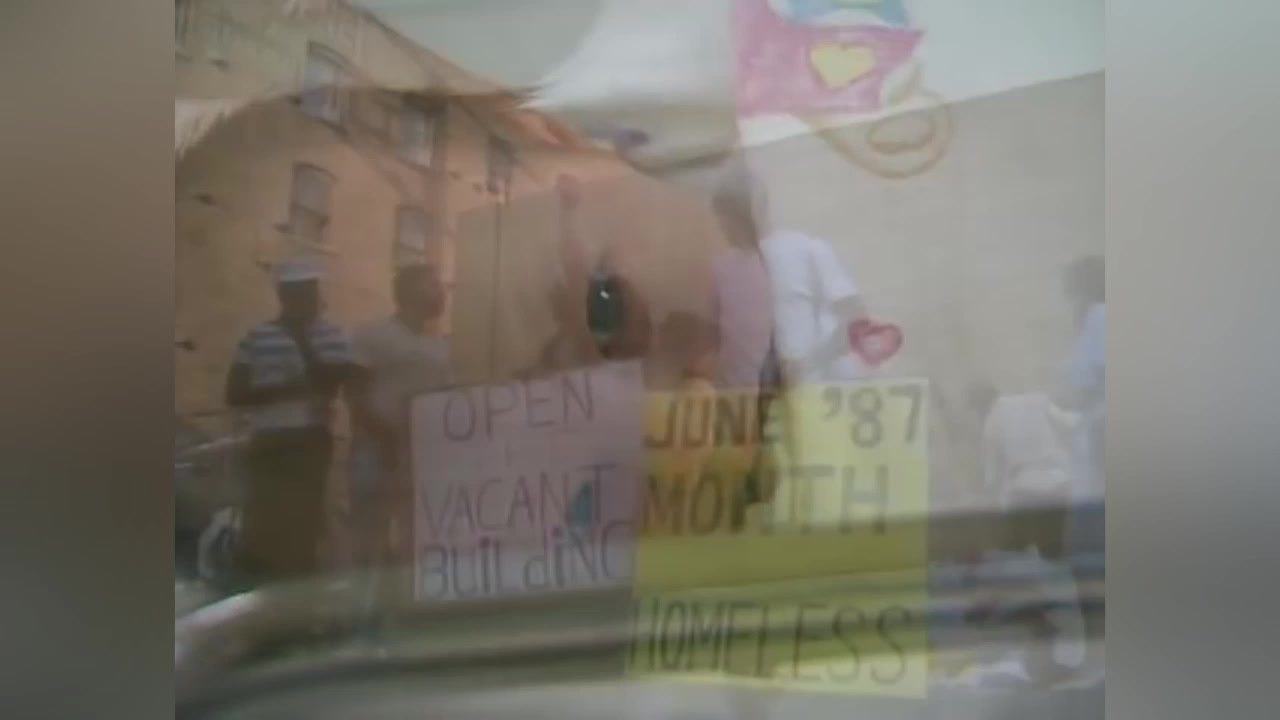 OPEN
VACANT
BUILdiNG
JUNE '87
MONTH
HOMELESS